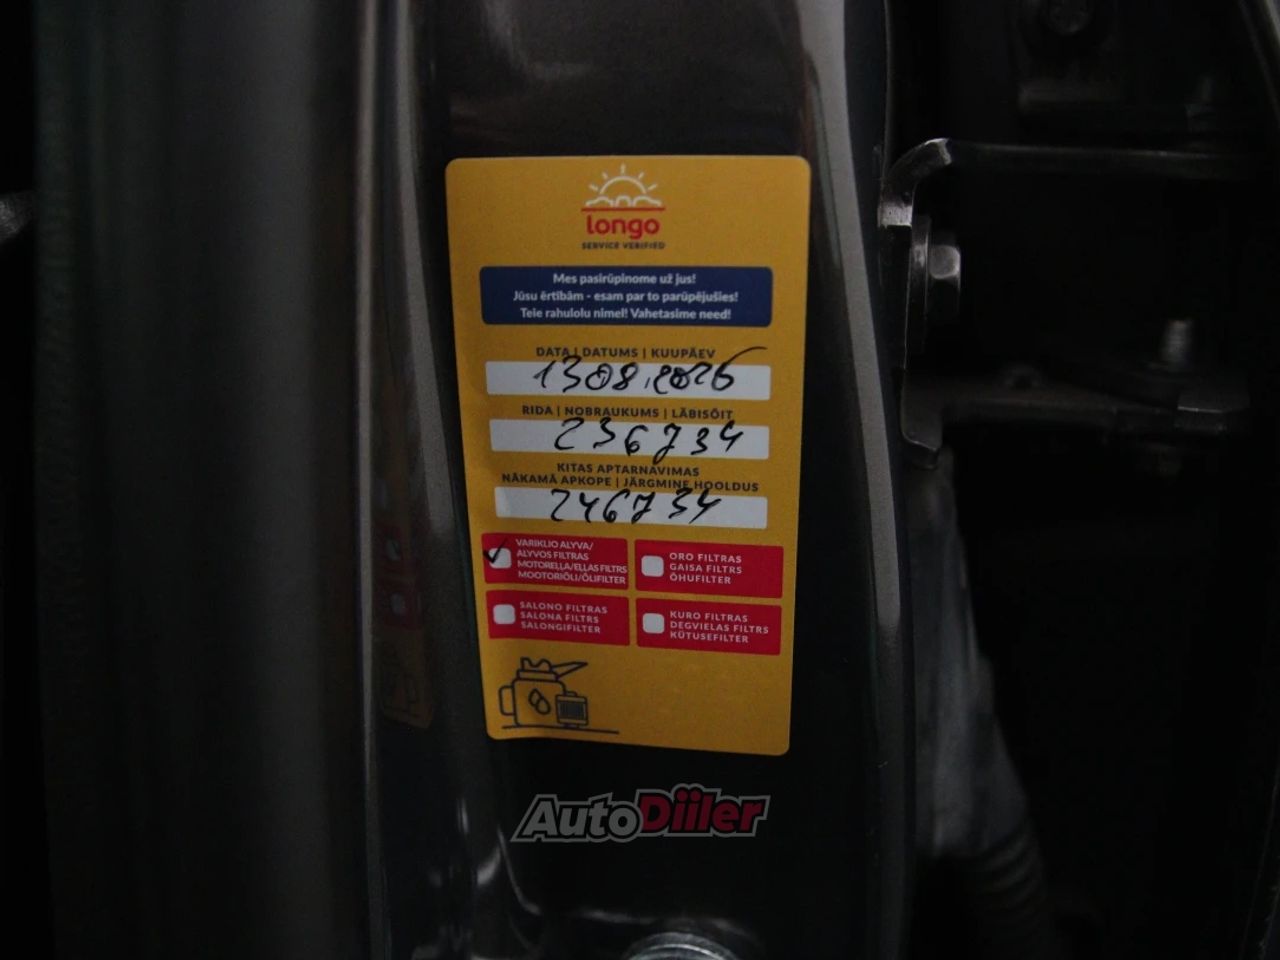 longo
SERVICE VERIFIED
Mes pasirūpinome už jus!
Jūsu ērtībām - esam par to parūpējušies!
Teie rahulolu nimel! Vahetasime need!
DATA | DATUMS | KUUPÄEV
13 08.2026
RIDA | NOBRAUKUMS | LÄBISÕIT
236734
KITAS APTARNAVIMAS
NĀKAMĀ APKOPE | JÄRGMINE HOOLDUS
246734
VARIKLIO ALYVA/
ALYVOS FILTRAS
MOTOREĻĻA/EĻĻAS FILTRS
MOOTORIÕLI/ÕLIFILTER
ORO FILTRAS
GAISA FILTRS
ÕHUFILTER
SALONO FILTRAS
SALONA FILTRS
SALONGIFILTER
KURO FILTRAS
DEGVIELAS FILTRS
KÜTUSEFILTER
AutoDiiler